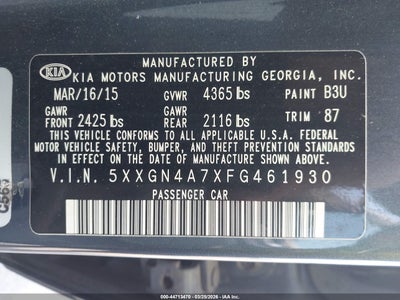 MANUFACTURED BY
KIA KIA MOTORS MANUFACTURING GEORGIA, INC.
MAR/16/15 GVWR 4365 lbs PAINT B3U
GAWR FRONT 2425 lbs GAWR REAR 2116 lbs TRIM 87
THIS VEHICLE CONFORMS TO ALL APPLICABLE U.S.A. FEDERAL
MOTOR VEHICLE SAFETY, BUMPER, AND THEFT PREVENTION
STANDARDS IN EFFECT ON THE DATE OF MANUFACTURE SHOWN ABOVE.
V.I.N. 5XXGN4A7XFG461930
PASSENGER CAR
000-44713470 03/25/2026 - IAA Inc.